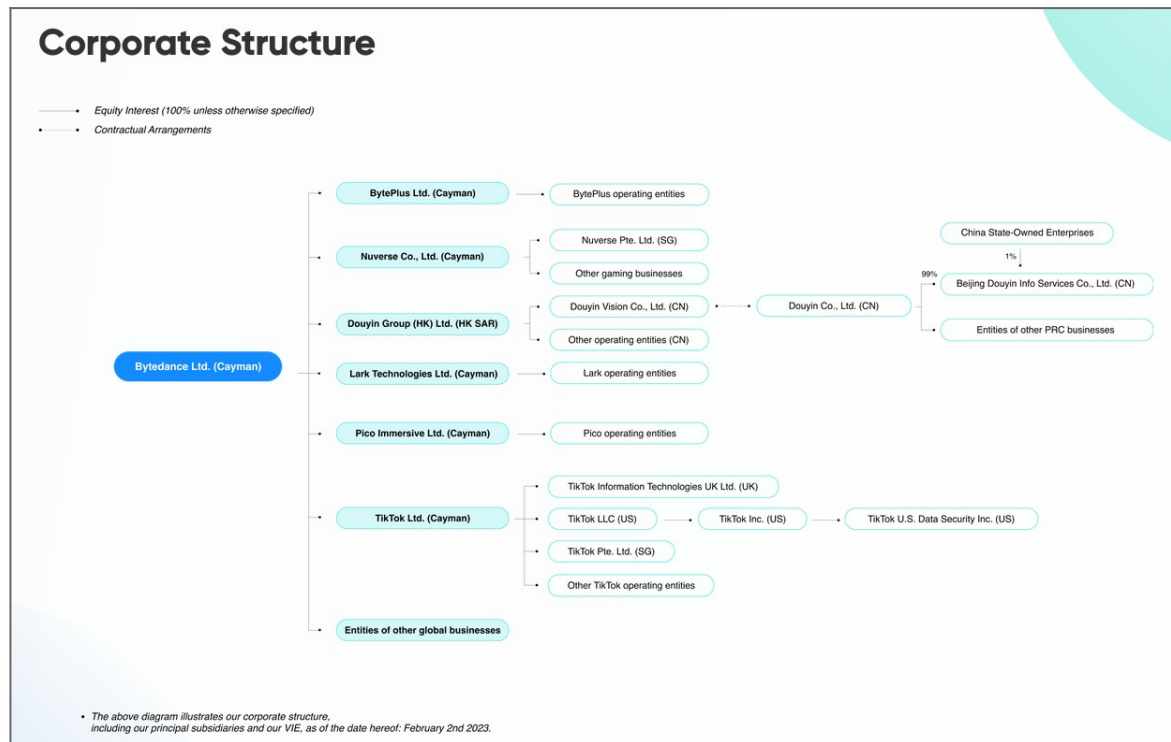 Corporate Structure
Equity Interest (100% unless otherwise specified)
Contractual Arrangements
Bytedance Ltd. (Cayman)
BytePlus Ltd. (Cayman)
BytePlus operating entities
Nuverse Co., Ltd. (Cayman)
Nuverse Pte. Ltd. (SG)
Other gaming businesses
Douyin Group (HK) Ltd. (HK SAR)
Douyin Vision Co., Ltd. (CN)
Other operating entities (CN)
Douyin Co., Ltd. (CN)
China State-Owned Enterprises
1%
99%
Beijing Douyin Info Services Co., Ltd. (CN)
Entities of other PRC businesses
Lark Technologies Ltd. (Cayman)
Lark operating entities
Pico Immersive Ltd. (Cayman)
Pico operating entities
TikTok Ltd. (Cayman)
TikTok Information Technologies UK Ltd. (UK)
TikTok LLC (US)
TikTok Inc. (US)
TikTok U.S. Data Security Inc. (US)
TikTok Pte. Ltd. (SG)
Other TikTok operating entities
Entities of other global businesses
• The above diagram illustrates our corporate structure,
including our principal subsidiaries and our VIE, as of the date hereof: February 2nd 2023.